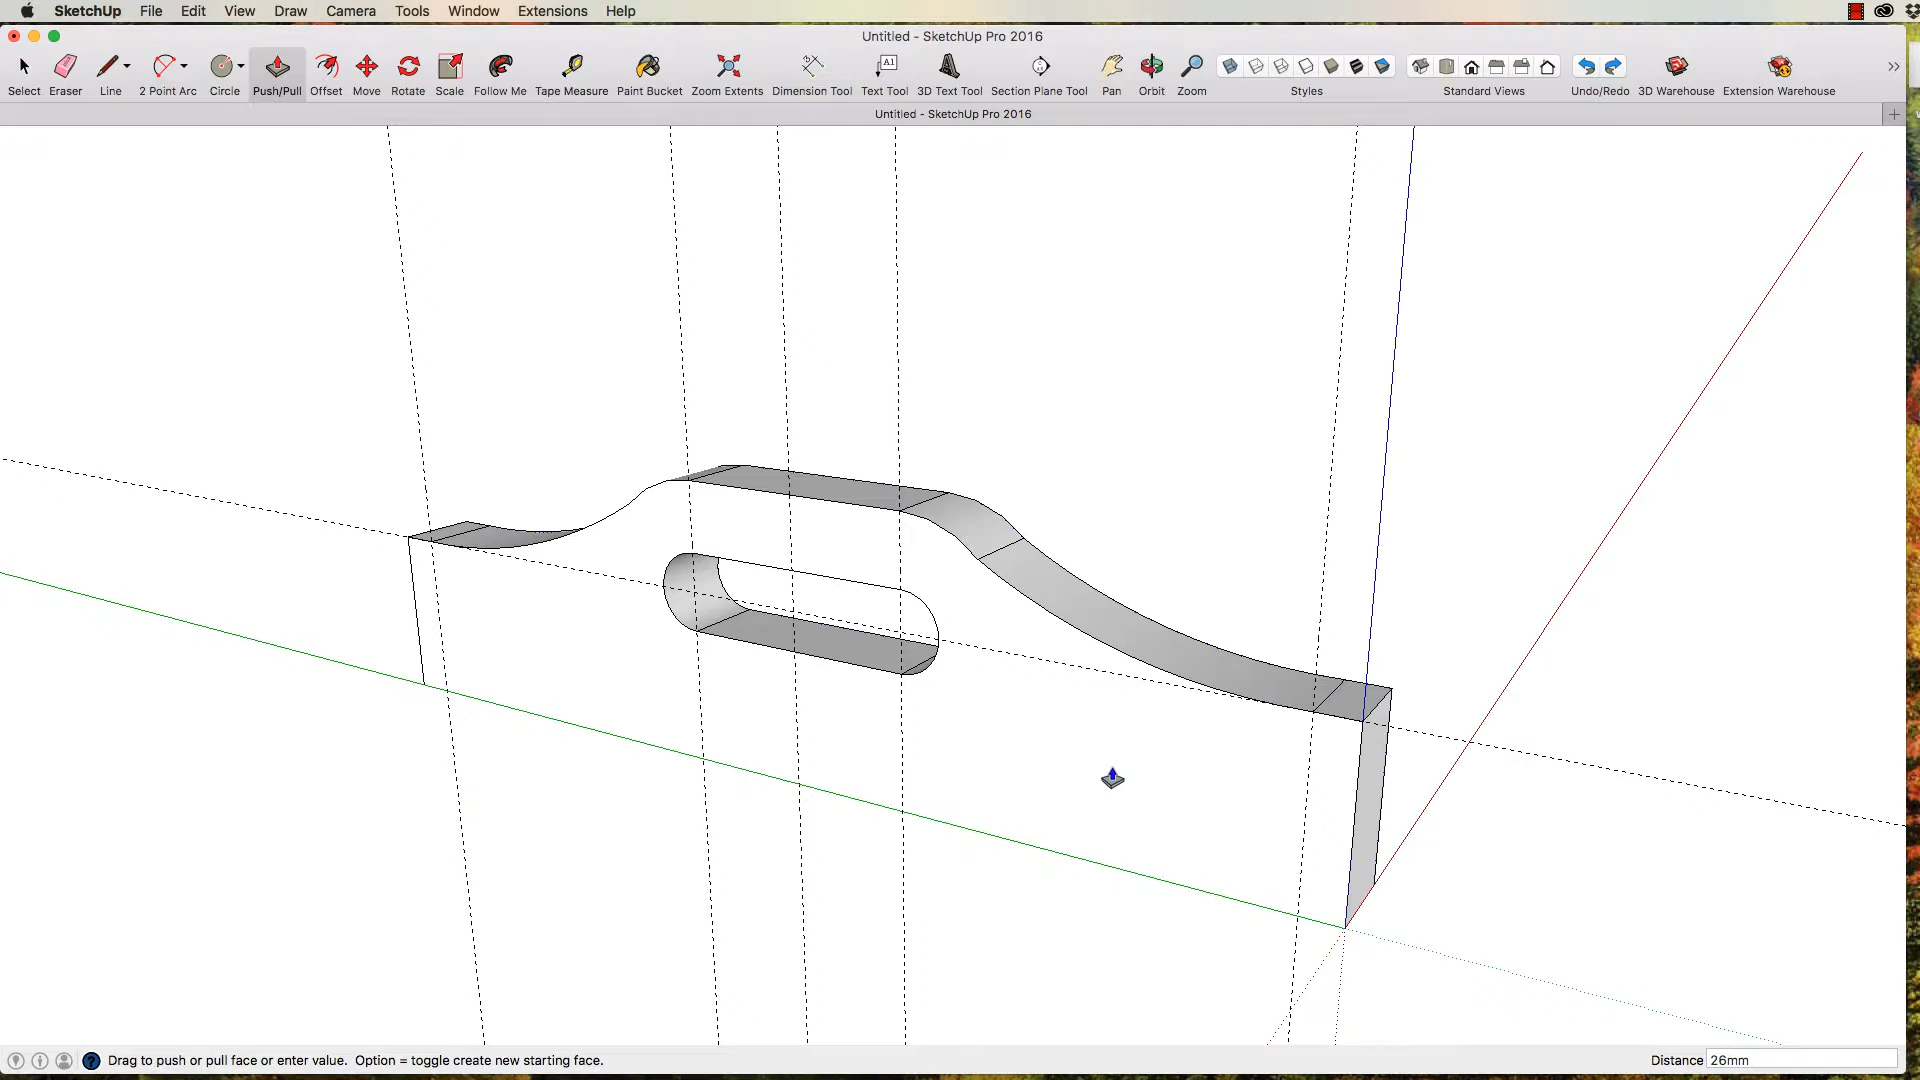 SketchUp File Edit View Draw Camera Tools Window Extensions Help
Untitled - SketchUp Pro 2016
A1
Select Eraser Line 2 Point Arc Circle Push/Pull Offset Move Rotate Scale Follow Me Tape Measure Paint Bucket Zoom Extents Dimension Tool Text Tool 3D Text Tool Section Plane Tool Pan Orbit Zoom Styles Standard Views Undo/Redo 3D Warehouse Extension Warehouse
Untitled - SketchUp Pro 2016
Drag to push or pull face or enter value. Option = toggle create new starting face. Distance 26mm